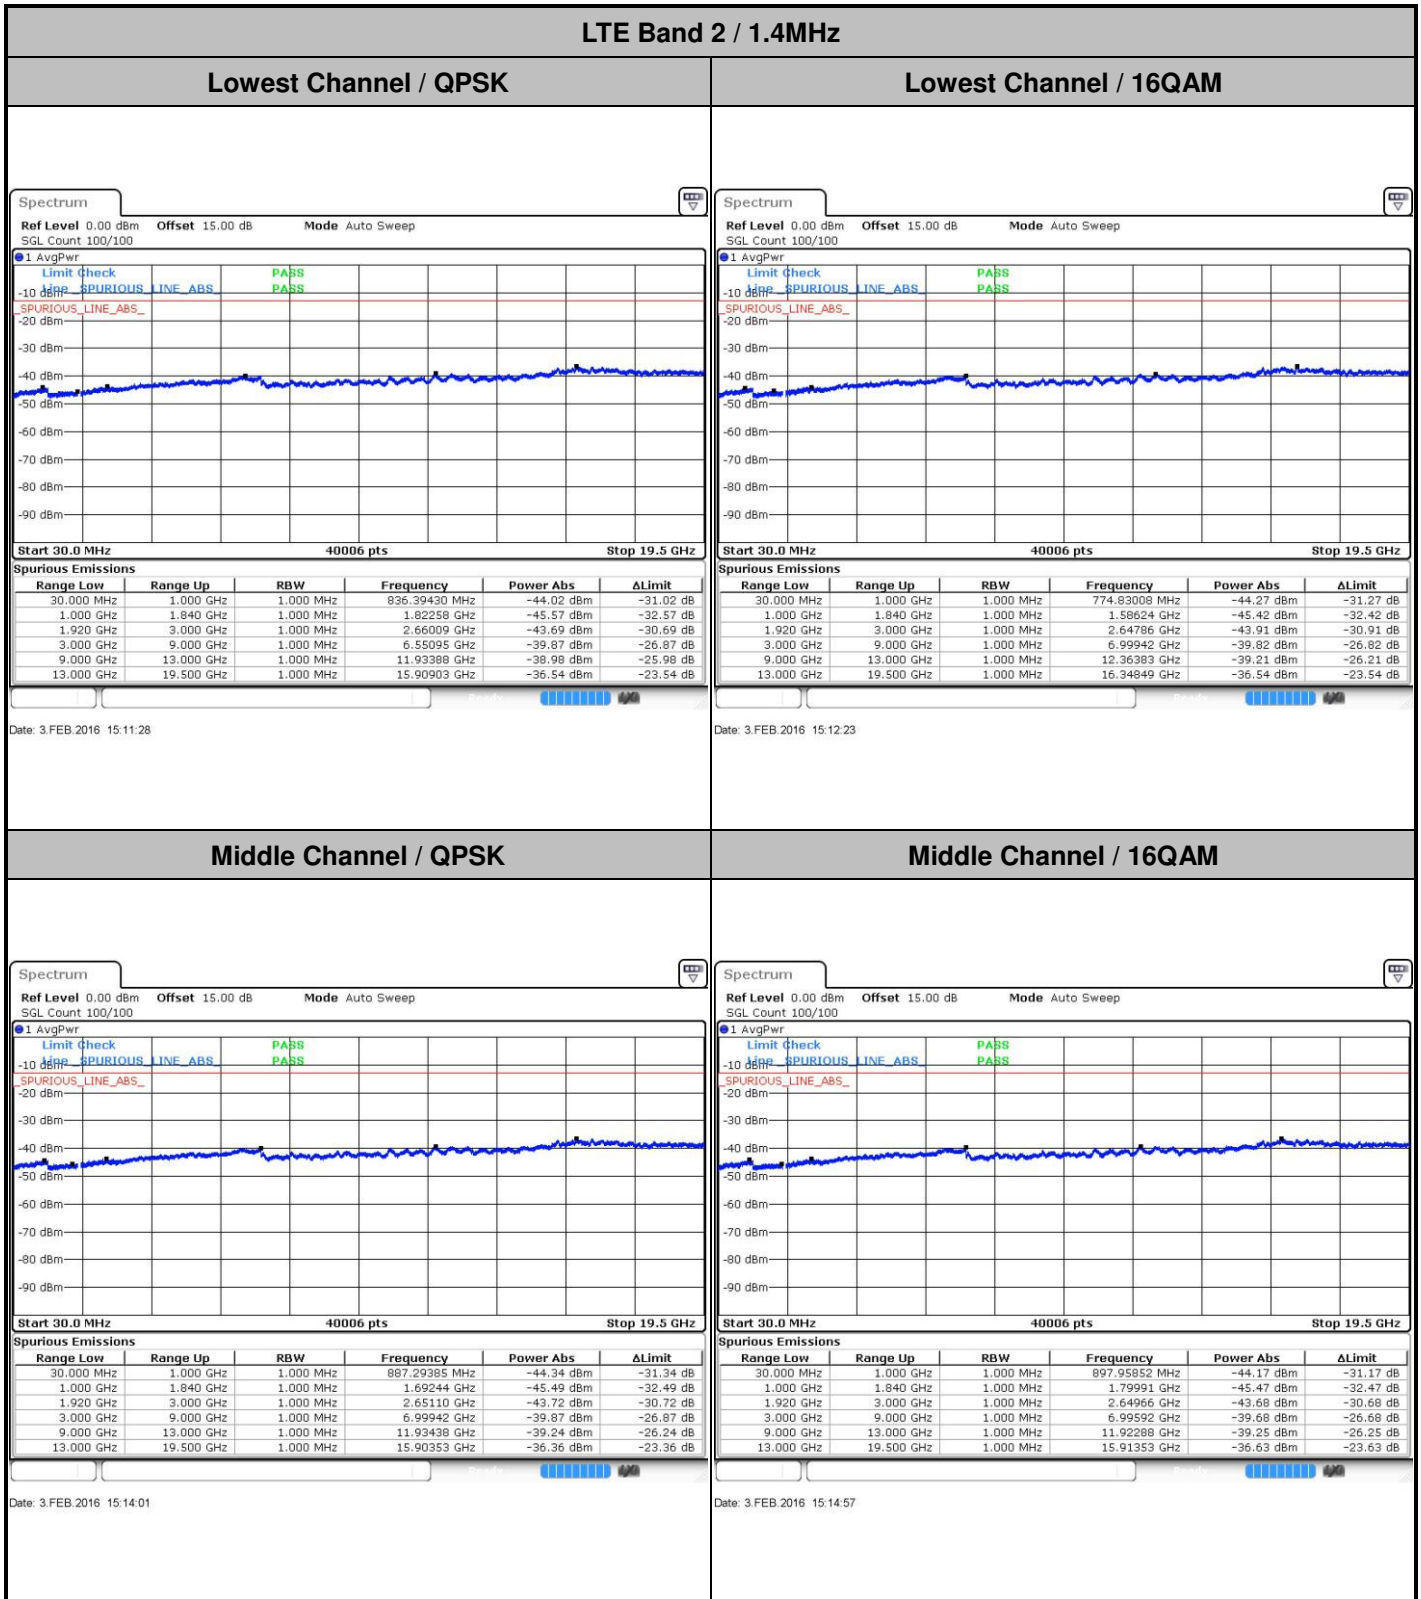 LTE Band 2 / 1.4MHz
Lowest Channel / QPSK
Lowest Channel / 16QAM
Spectrum
Ref Level 0.00 dBm Offset 15.00 dB Mode Auto Sweep
SGL Count 100/100
1 AvgPwr
Limit Check PASS
Line _SPURIOUS_LINE_ABS_ PASS
-10 dBm
_SPURIOUS_LINE_ABS_
-20 dBm
-30 dBm
-40 dBm
-50 dBm
-60 dBm
-70 dBm
-80 dBm
-90 dBm
Start 30.0 MHz 40006 pts Stop 19.5 GHz
Spurious Emissions
Range Low Range Up RBW Frequency Power Abs ΔLimit
30.000 MHz 1.000 GHz 1.000 MHz 836.39430 MHz -44.02 dBm -31.02 dB
1.000 GHz 1.840 GHz 1.000 MHz 1.82258 GHz -45.57 dBm -32.57 dB
1.920 GHz 3.000 GHz 1.000 MHz 2.66009 GHz -43.69 dBm -30.69 dB
3.000 GHz 9.000 GHz 1.000 MHz 6.55095 GHz -39.87 dBm -26.87 dB
9.000 GHz 13.000 GHz 1.000 MHz 11.93388 GHz -38.98 dBm -25.98 dB
13.000 GHz 19.500 GHz 1.000 MHz 15.90903 GHz -36.54 dBm -23.54 dB
Date: 3.FEB.2016 15:11:28
Spectrum
Ref Level 0.00 dBm Offset 15.00 dB Mode Auto Sweep
SGL Count 100/100
1 AvgPwr
Limit Check PASS
Line _SPURIOUS_LINE_ABS_ PASS
-10 dBm
_SPURIOUS_LINE_ABS_
-20 dBm
-30 dBm
-40 dBm
-50 dBm
-60 dBm
-70 dBm
-80 dBm
-90 dBm
Start 30.0 MHz 40006 pts Stop 19.5 GHz
Spurious Emissions
Range Low Range Up RBW Frequency Power Abs ΔLimit
30.000 MHz 1.000 GHz 1.000 MHz 774.83008 MHz -44.27 dBm -31.27 dB
1.000 GHz 1.840 GHz 1.000 MHz 1.58624 GHz -45.42 dBm -32.42 dB
1.920 GHz 3.000 GHz 1.000 MHz 2.64786 GHz -43.91 dBm -30.91 dB
3.000 GHz 9.000 GHz 1.000 MHz 6.99942 GHz -39.82 dBm -26.82 dB
9.000 GHz 13.000 GHz 1.000 MHz 12.36383 GHz -39.21 dBm -26.21 dB
13.000 GHz 19.500 GHz 1.000 MHz 16.34849 GHz -36.54 dBm -23.54 dB
Date: 3.FEB.2016 15:12:23
Middle Channel / QPSK
Middle Channel / 16QAM
Spectrum
Ref Level 0.00 dBm Offset 15.00 dB Mode Auto Sweep
SGL Count 100/100
1 AvgPwr
Limit Check PASS
Line _SPURIOUS_LINE_ABS_ PASS
-10 dBm
_SPURIOUS_LINE_ABS_
-20 dBm
-30 dBm
-40 dBm
-50 dBm
-60 dBm
-70 dBm
-80 dBm
-90 dBm
Start 30.0 MHz 40006 pts Stop 19.5 GHz
Spurious Emissions
Range Low Range Up RBW Frequency Power Abs ΔLimit
30.000 MHz 1.000 GHz 1.000 MHz 887.29385 MHz -44.34 dBm -31.34 dB
1.000 GHz 1.840 GHz 1.000 MHz 1.69244 GHz -45.49 dBm -32.49 dB
1.920 GHz 3.000 GHz 1.000 MHz 2.65110 GHz -43.72 dBm -30.72 dB
3.000 GHz 9.000 GHz 1.000 MHz 6.99942 GHz -39.87 dBm -26.87 dB
9.000 GHz 13.000 GHz 1.000 MHz 11.93438 GHz -39.24 dBm -26.24 dB
13.000 GHz 19.500 GHz 1.000 MHz 15.90353 GHz -36.36 dBm -23.36 dB
Date: 3.FEB.2016 15:14:01
Spectrum
Ref Level 0.00 dBm Offset 15.00 dB Mode Auto Sweep
SGL Count 100/100
1 AvgPwr
Limit Check PASS
Line _SPURIOUS_LINE_ABS_ PASS
-10 dBm
_SPURIOUS_LINE_ABS_
-20 dBm
-30 dBm
-40 dBm
-50 dBm
-60 dBm
-70 dBm
-80 dBm
-90 dBm
Start 30.0 MHz 40006 pts Stop 19.5 GHz
Spurious Emissions
Range Low Range Up RBW Frequency Power Abs ΔLimit
30.000 MHz 1.000 GHz 1.000 MHz 897.95852 MHz -44.17 dBm -31.17 dB
1.000 GHz 1.840 GHz 1.000 MHz 1.79991 GHz -45.47 dBm -32.47 dB
1.920 GHz 3.000 GHz 1.000 MHz 2.64966 GHz -43.68 dBm -30.68 dB
3.000 GHz 9.000 GHz 1.000 MHz 6.99592 GHz -39.68 dBm -26.68 dB
9.000 GHz 13.000 GHz 1.000 MHz 11.92288 GHz -39.25 dBm -26.25 dB
13.000 GHz 19.500 GHz 1.000 MHz 15.91353 GHz -36.63 dBm -23.63 dB
Date: 3.FEB.2016 15:14:57